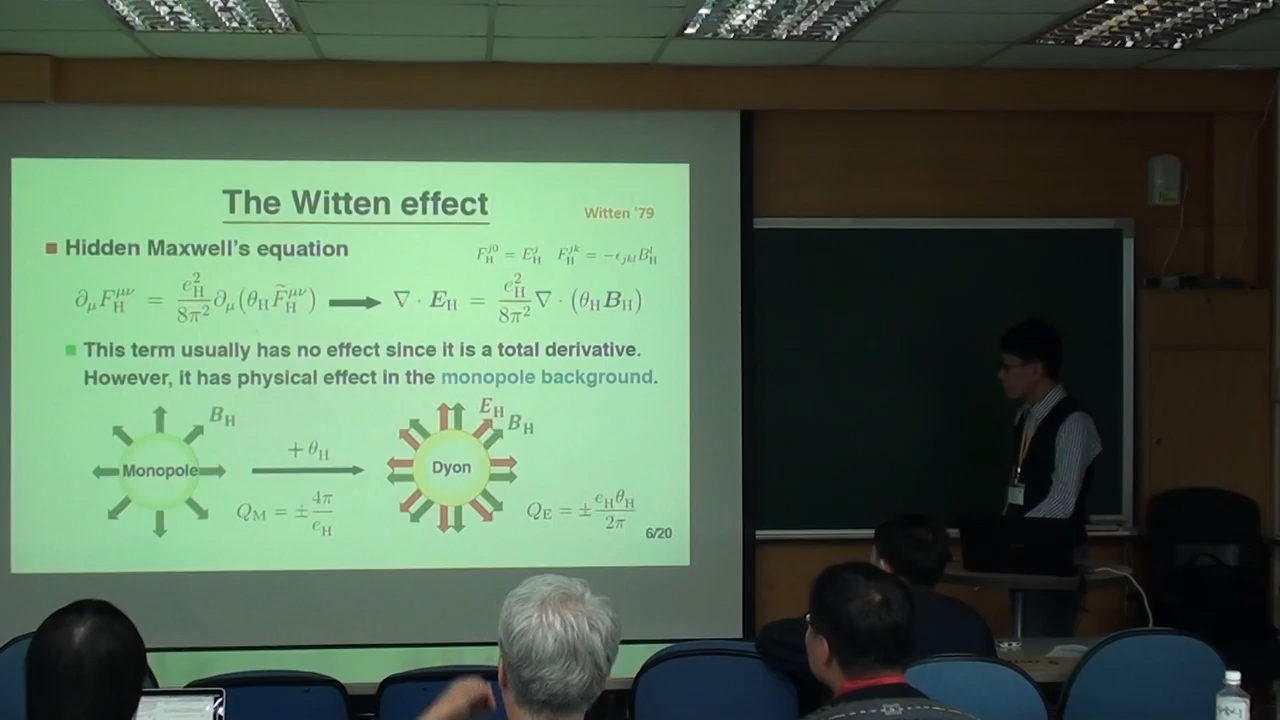 The Witten effect
Witten '79
Hidden Maxwell's equation
F_H^{j0} = E_H^j  F_H^{jk} = −ϵ_{jkl} B_H^l
∂_μ F_H^{μν} = e_H^2/8π^2 ∂_μ(θ_H F̃_H^{μν}) → ∇ · E_H = e_H^2/8π^2 ∇ · (θ_H B_H)
This term usually has no effect since it is a total derivative.
However, it has physical effect in the monopole background.
B_H
E_H
B_H
+ θ_H
Monopole
Dyon
Q_M = ± 4π/e_H
Q_E = ± e_H θ_H/2π
6/20